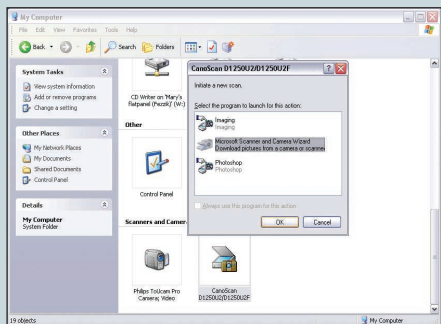 My Computer
File Edit View Favorites Tools Help
Back Search Folders
System Tasks
View system information
Add or remove programs
Change a setting
Other Places
My Network Places
My Documents
Shared Documents
Control Panel
Details
My Computer
System Folder
CD Writer on 'Mary's
flatpanel (Fezzik)' (W:)
Other
Control Panel
Scanners and Camer
Philips ToUcam Pro
Camera; Video
CanoScan
D1250U2/D1250U2F
CanoScan D1250U2/D1250U2F
Initiate a new scan.
Select the program to launch for this action:
Imaging
Imaging
Microsoft Scanner and Camera Wizard
Download pictures from a camera or scanner
Photoshop
Photoshop
Always use this program for this action
OK Cancel
19 objects
My Computer